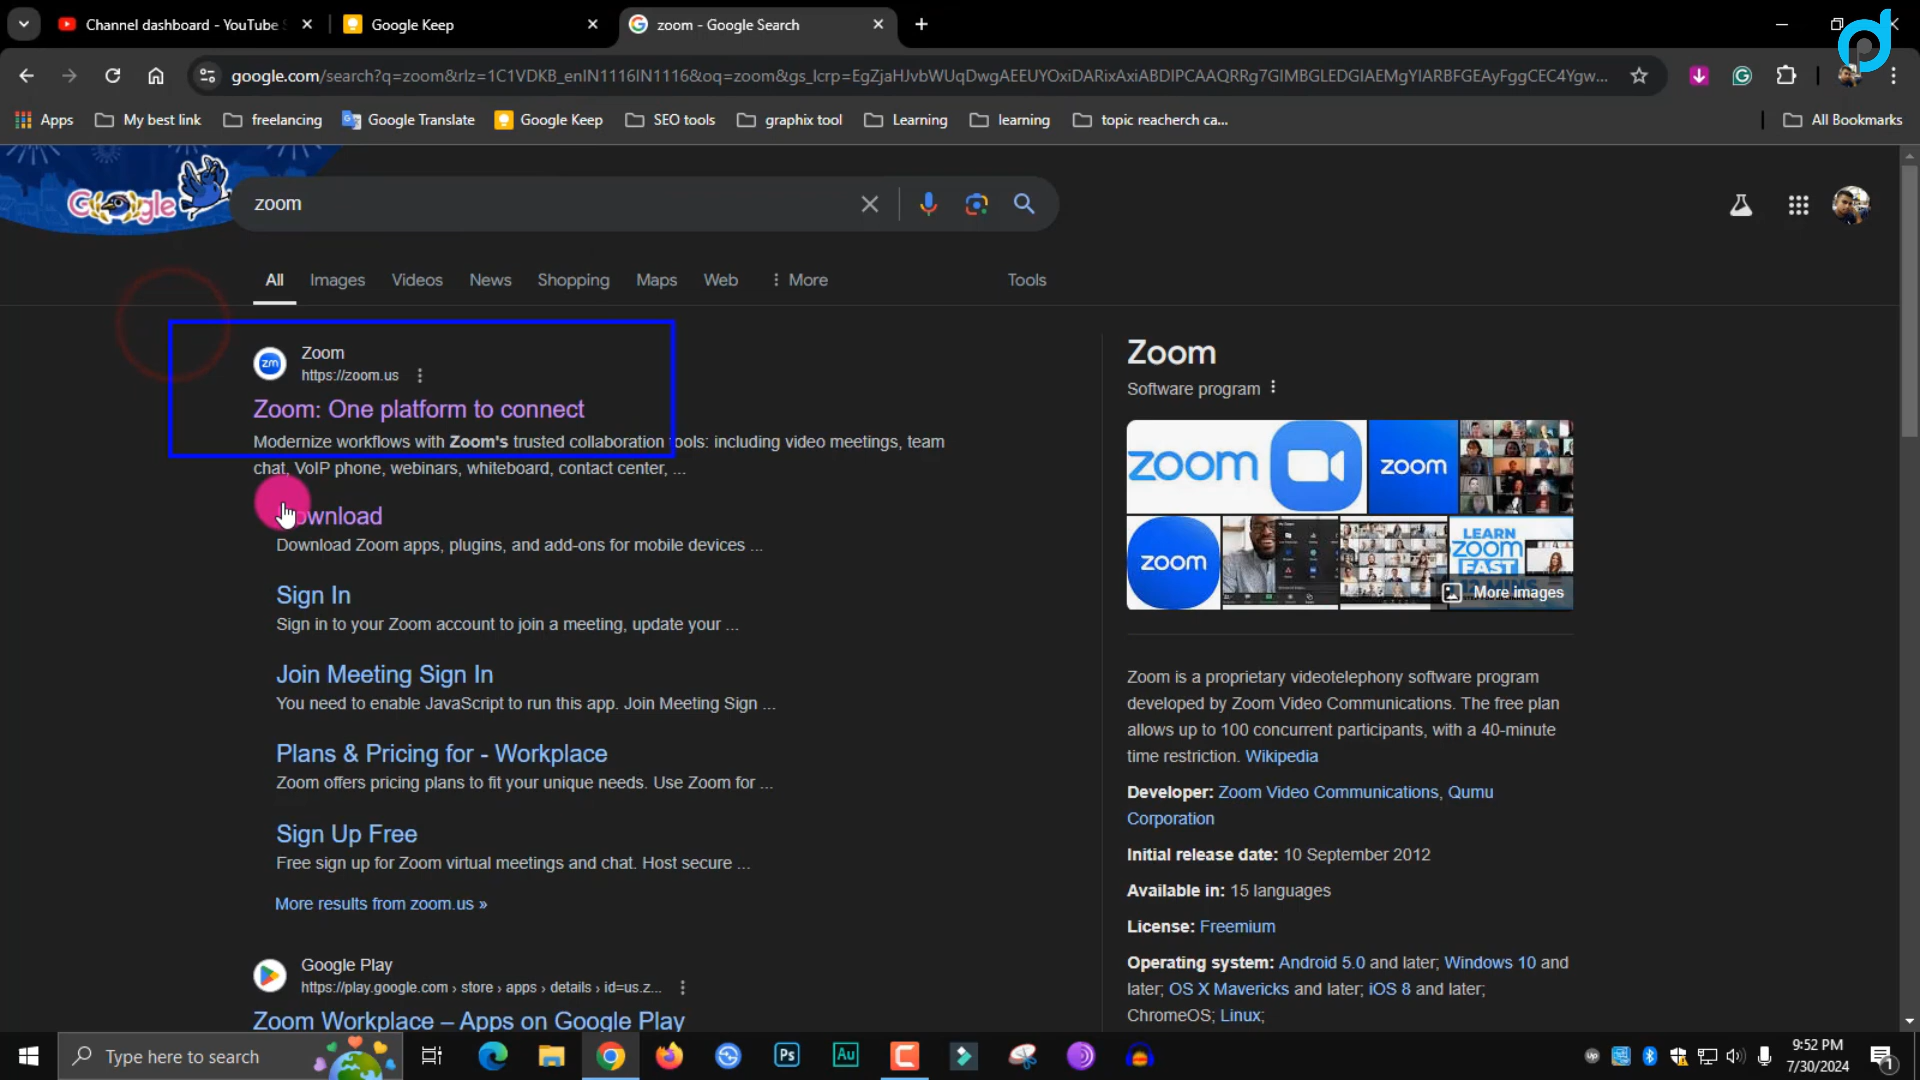 Channel dashboard - YouTube
Google Keep
zoom - Google Search
google.com/search?q=zoom&rlz=1C1VDKB_enIN1116IN1116&oq=zoom&gs_lcrp=EgZjaHJvbWUqDwgAEEUYOxiDARixAxiABDIPCAAQRRg7GIMBGLEDGIAEMgYIARBFGEAyFggCEC4Ygw...
Apps
My best link
freelancing
Google Translate
Google Keep
SEO tools
graphix tool
Learning
learning
topic reacherch ca...
All Bookmarks
Google
zoom
All
Images
Videos
News
Shopping
Maps
Web
More
Tools
zm
Zoom
https://zoom.us
Zoom: One platform to connect
Modernize workflows with Zoom's trusted collaboration tools: including video meetings, team
chat, VoIP phone, webinars, whiteboard, contact center, ...
Download
Download Zoom apps, plugins, and add-ons for mobile devices ...
Sign In
Sign in to your Zoom account to join a meeting, update your ...
Join Meeting Sign In
You need to enable JavaScript to run this app. Join Meeting Sign ...
Plans & Pricing for - Workplace
Zoom offers pricing plans to fit your unique needs. Use Zoom for ...
Sign Up Free
Free sign up for Zoom virtual meetings and chat. Host secure ...
More results from zoom.us »
Google Play
https://play.google.com › store › apps › details › id=us.z...
Zoom Workplace – Apps on Google Play
Zoom
Software program
zoom
zoom
zoom
LEARN
zoom
FAST
More images
Zoom is a proprietary videotelephony software program
developed by Zoom Video Communications. The free plan
allows up to 100 concurrent participants, with a 40-minute
time restriction. Wikipedia
Developer: Zoom Video Communications, Qumu
Corporation
Initial release date: 10 September 2012
Available in: 15 languages
License: Freemium
Operating system: Android 5.0 and later; Windows 10 and
later; OS X Mavericks and later; iOS 8 and later;
ChromeOS; Linux;
Type here to search
Ps
Au
Up
9:52 PM
7/30/2024
1